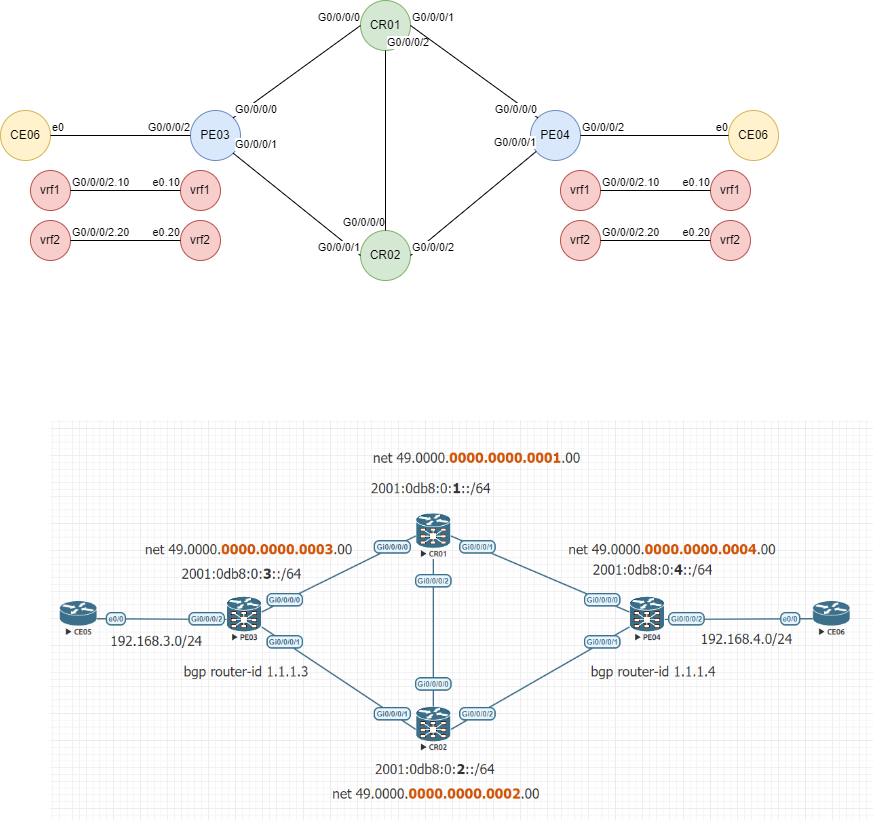 G0/0/0/0
CR01
G0/0/0/1
G0/0/0/2
G0/0/0/0
G0/0/0/0
CE06
e0
G0/0/0/2
PE03
G0/0/0/1
G0/0/0/1
PE04
G0/0/0/2
e0
CE06
vrf1
G0/0/0/2.10
e0.10
vrf1
vrf1
G0/0/0/2.10
e0.10
vrf1
vrf2
G0/0/0/2.20
e0.20
vrf2
vrf2
G0/0/0/2.20
e0.20
vrf2
G0/0/0/0
G0/0/0/1
CR02
G0/0/0/2
net 49.0000.0000.0000.0001.00
2001:0db8:0:1::/64
Gi0/0/0/0
CR01
Gi0/0/0/1
Gi0/0/0/2
net 49.0000.0000.0000.0003.00
2001:0db8:0:3::/64
net 49.0000.0000.0000.0004.00
2001:0db8:0:4::/64
Gi0/0/0/0
Gi0/0/0/0
CE05
e0/0
Gi0/0/0/2
PE03
Gi0/0/0/1
192.168.3.0/24
Gi0/0/0/1
PE04
Gi0/0/0/2
e0/0
CE06
192.168.4.0/24
bgp router-id 1.1.1.3
bgp router-id 1.1.1.4
Gi0/0/0/0
Gi0/0/0/1
CR02
Gi0/0/0/2
2001:0db8:0:2::/64
net 49.0000.0000.0000.0002.00